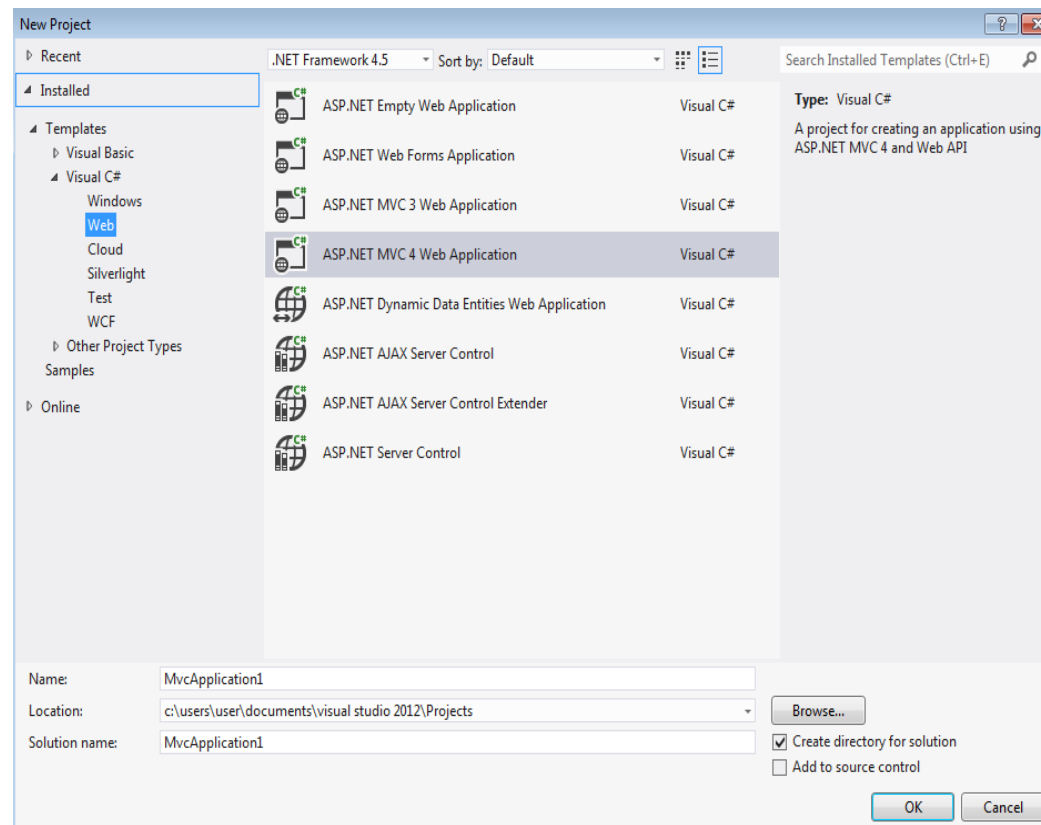 New Project
Recent
.NET Framework 4.5 Sort by: Default
Search Installed Templates (Ctrl+E)
Installed
Templates
Visual Basic
Visual C#
Windows
Web
Cloud
Silverlight
Test
WCF
Other Project Types
Samples
Online
ASP.NET Empty Web Application Visual C#
ASP.NET Web Forms Application Visual C#
ASP.NET MVC 3 Web Application Visual C#
ASP.NET MVC 4 Web Application Visual C#
ASP.NET Dynamic Data Entities Web Application Visual C#
ASP.NET AJAX Server Control Visual C#
ASP.NET AJAX Server Control Extender Visual C#
ASP.NET Server Control Visual C#
Type: Visual C#
A project for creating an application using
ASP.NET MVC 4 and Web API
Name: MvcApplication1
Location: c:\users\user\documents\visual studio 2012\Projects Browse...
Solution name: MvcApplication1
Create directory for solution
Add to source control
OK Cancel